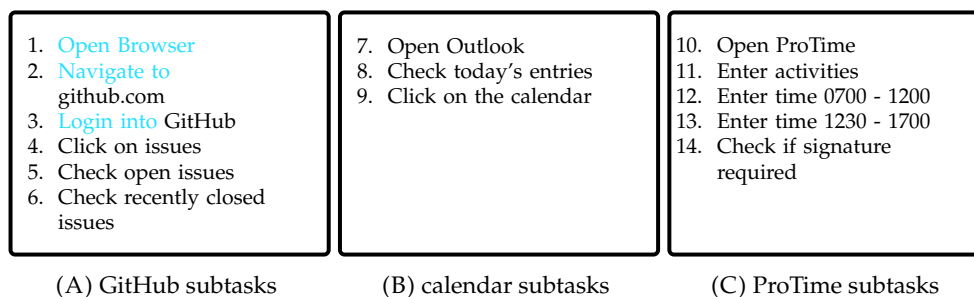 1. Open Browser
2. Navigate to
github.com
3. Login into GitHub
4. Click on issues
5. Check open issues
6. Check recently closed
issues
(A) GitHub subtasks
7. Open Outlook
8. Check today's entries
9. Click on the calendar
(B) calendar subtasks
10. Open ProTime
11. Enter activities
12. Enter time 0700 - 1200
13. Enter time 1230 - 1700
14. Check if signature
required
(C) ProTime subtasks